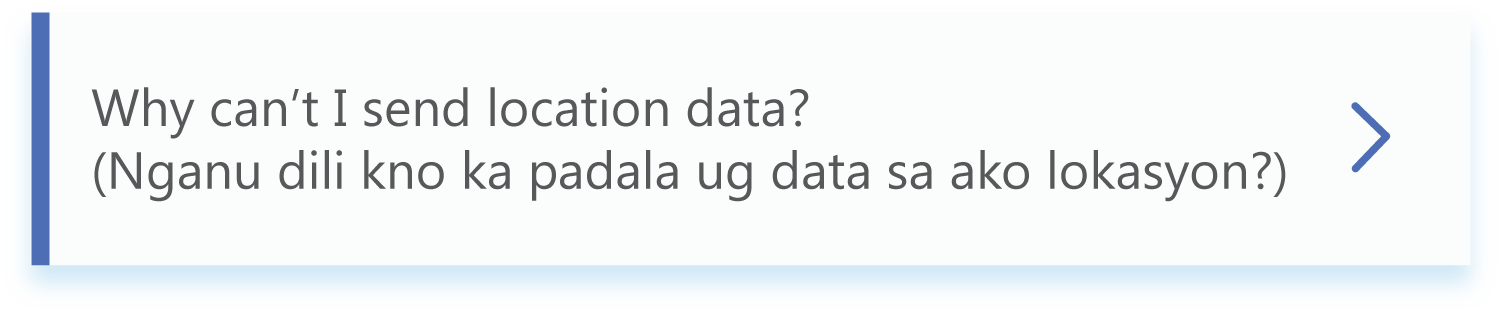 Why can’t I send location data?
(Nganu dili kno ka padala ug data sa ako lokasyon?)